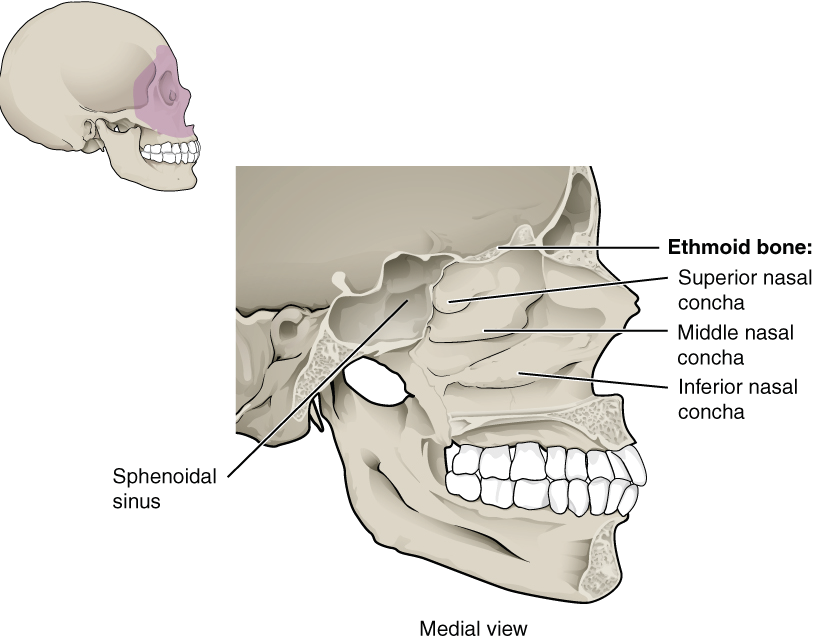 Ethmoid bone:
Superior nasal
concha
Middle nasal
concha
Inferior nasal
concha
Sphenoidal
sinus
Medial view